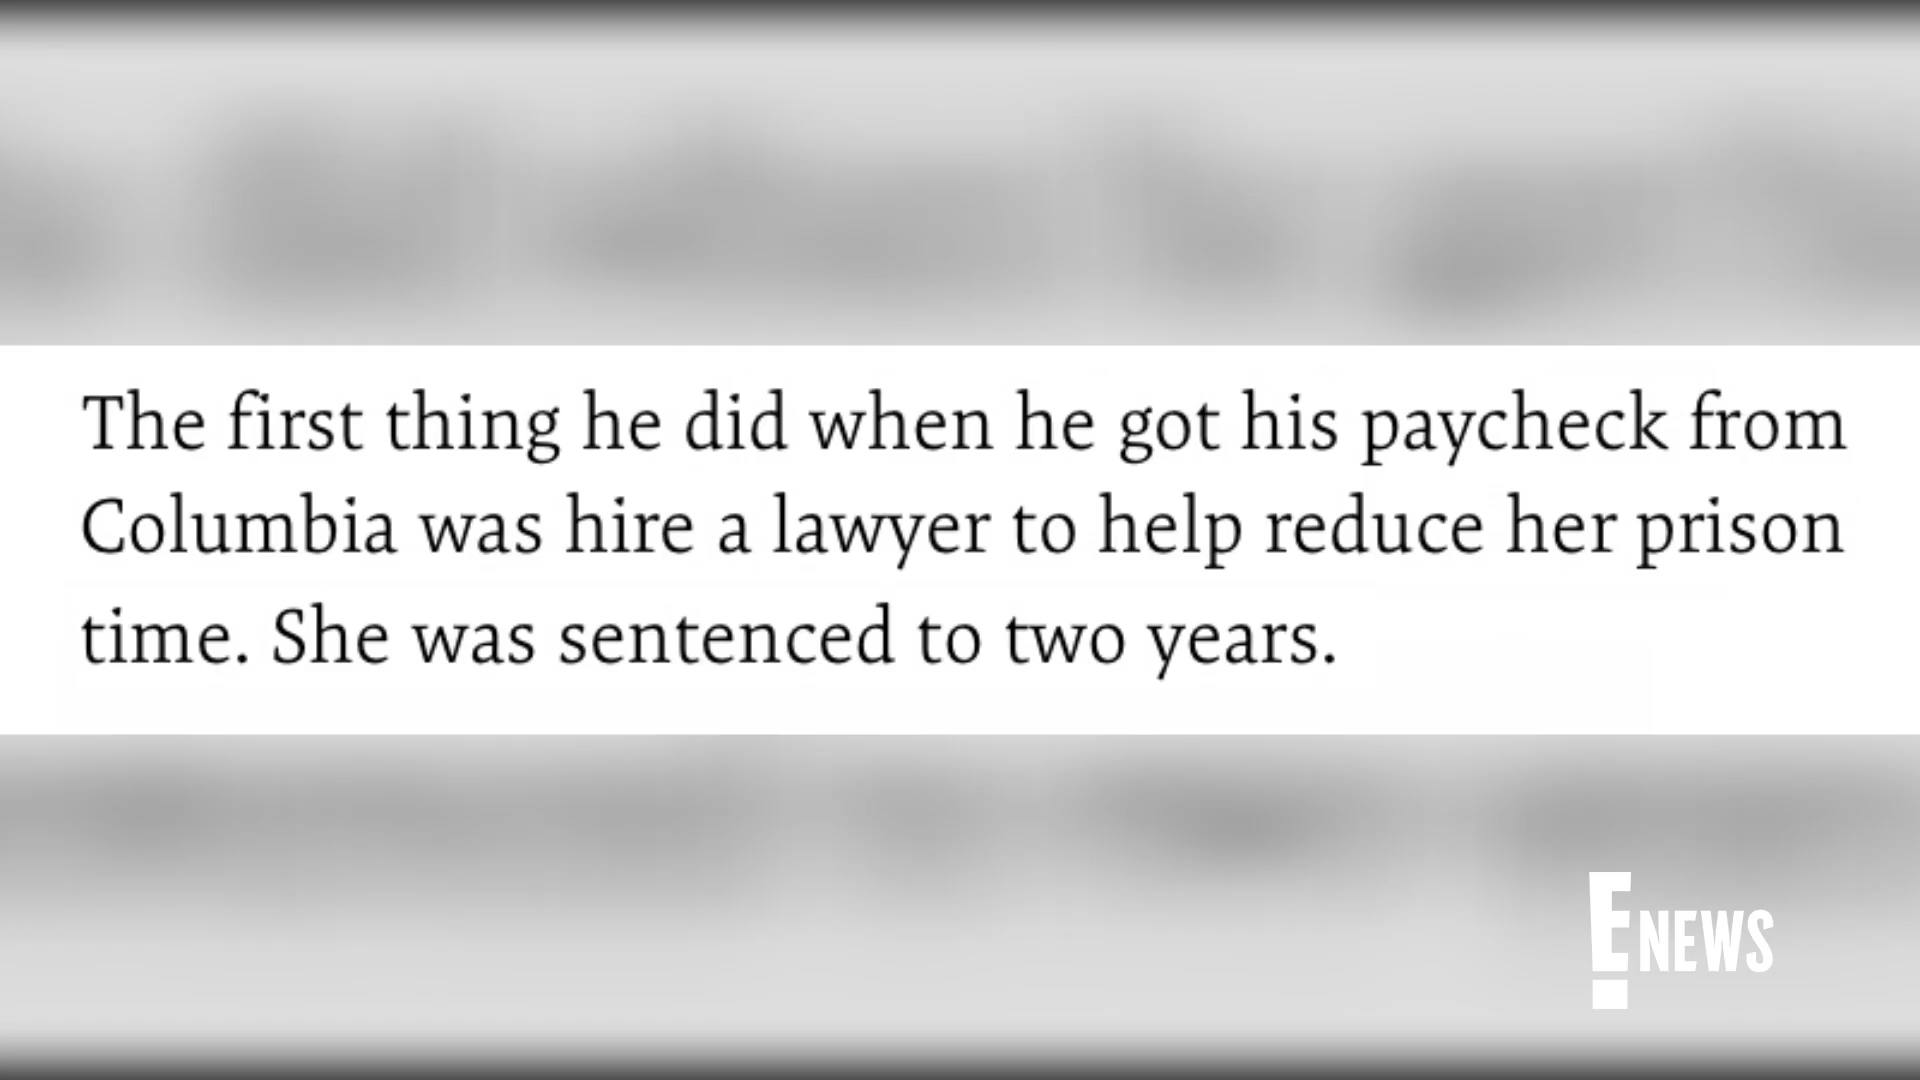 The first thing he did when he got his paycheck from
Columbia was hire a lawyer to help reduce her prison
time. She was sentenced to two years.
E NEWS